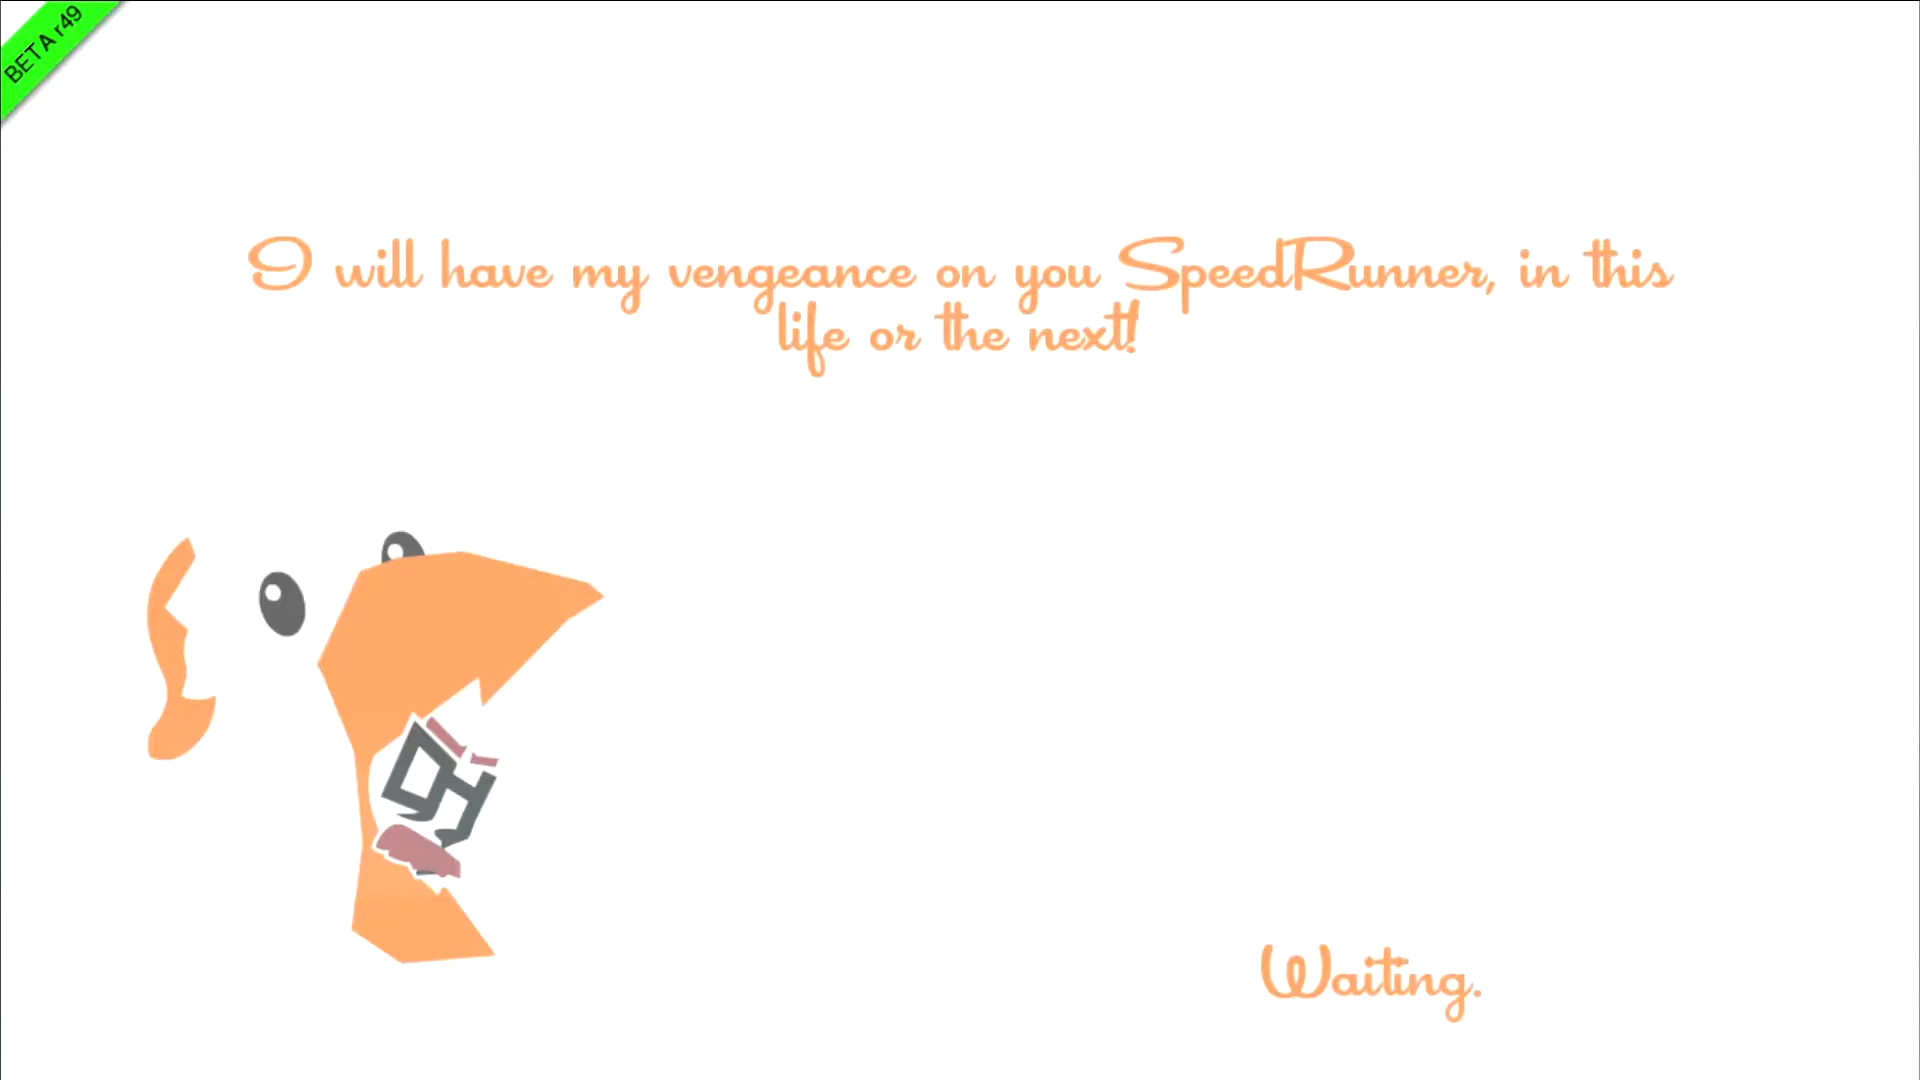 BETA r49
I will have my vengeance on you SpeedRunner, in this
life or the next!
Waiting.